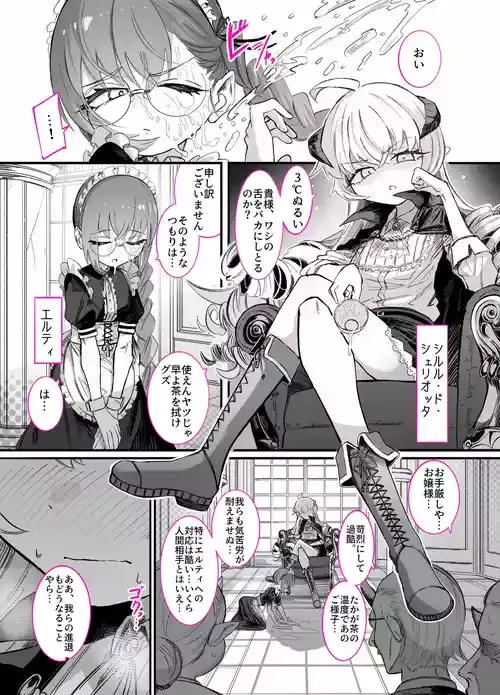 おい
ビッ
…!
3℃ぬるい
貴様、ワシの
舌をバカにしとる
のか?
申し訳
ございません
そのような
つもりは…
シルル・ド・
シェリオッタ
エルティ
使えんヤツじゃ
早よ茶を拭け
グズ
は…
お手厳しや…
お嬢様…
苛烈にして
過酷…
たかが茶の
温度であの
ご様子…
我らも気苦労が
耐えませぬ…
特にエルティへの
対応は酷い…いくら
人間相手とはいえ…
ああ、我らの進退
もどうなること
やら…
ゴクっ…